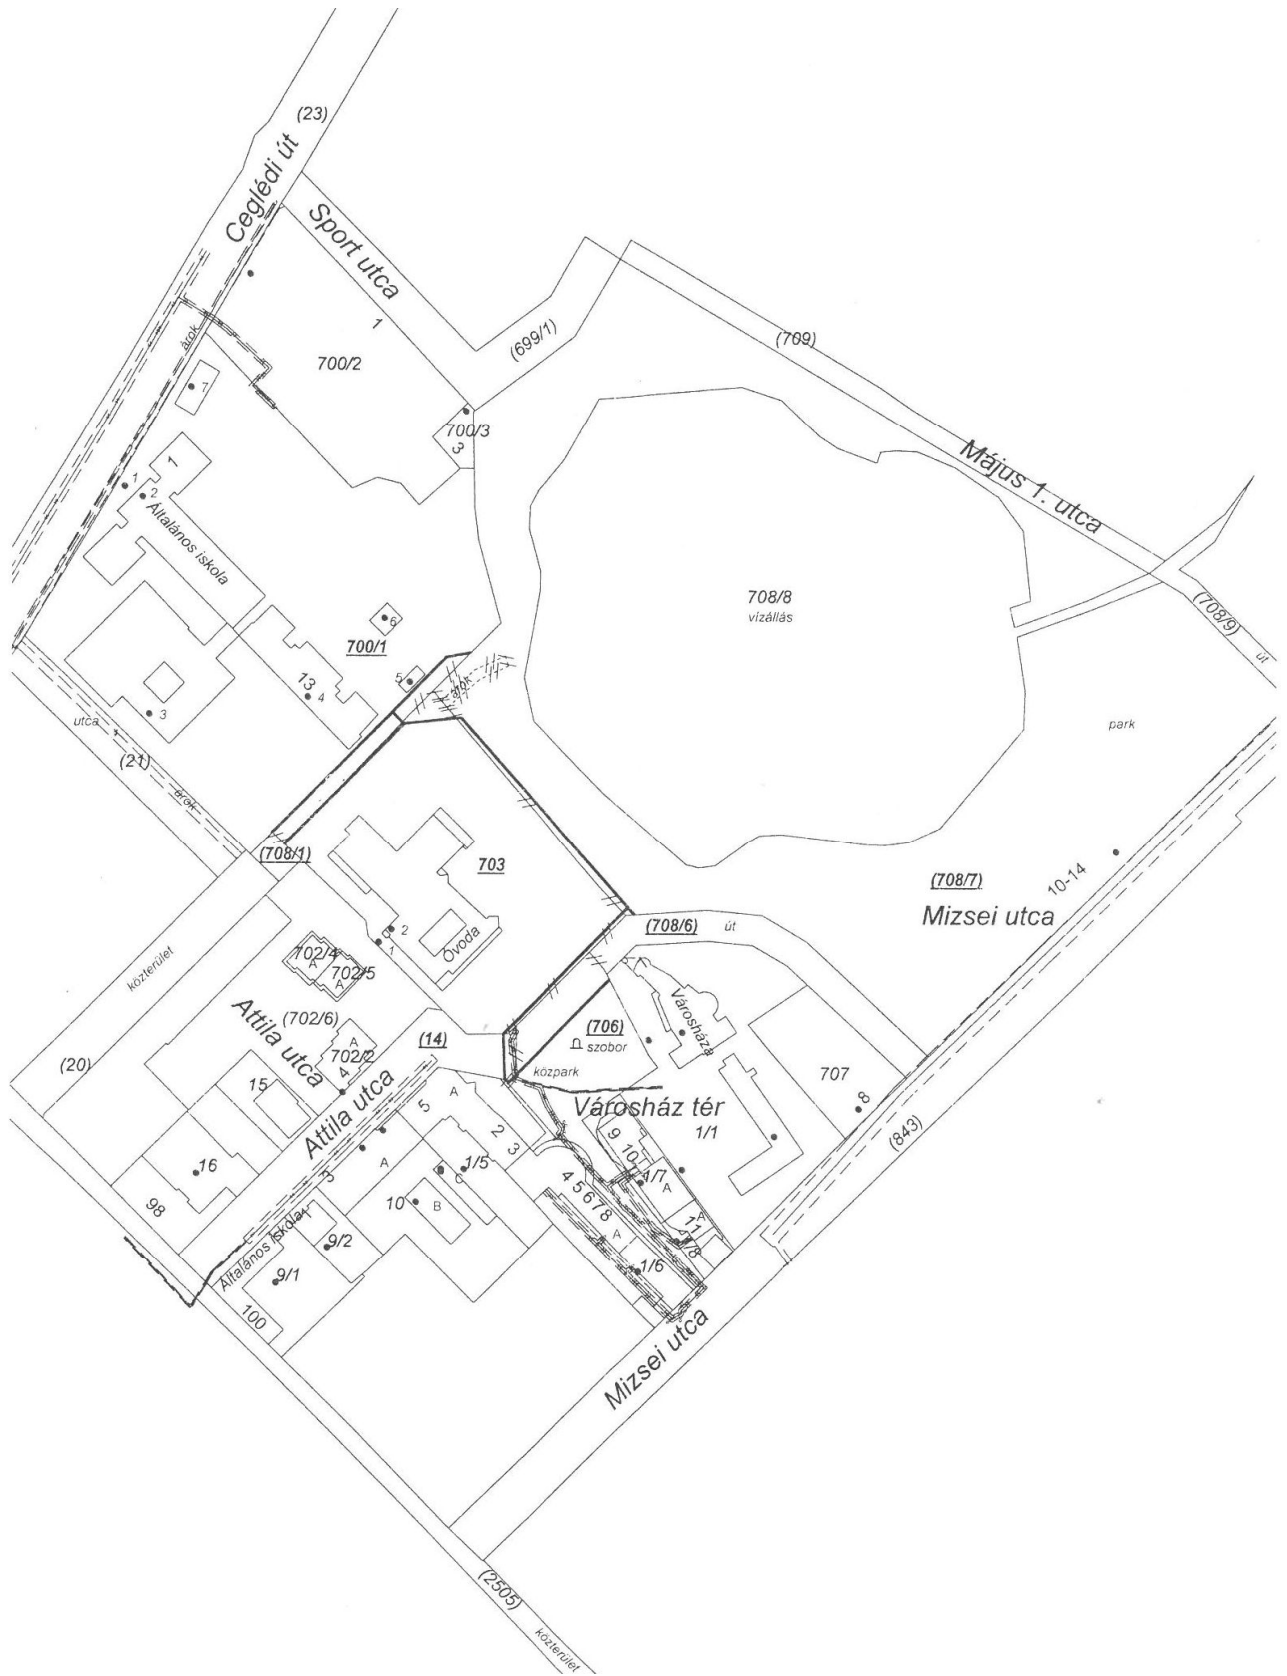 (23)
Ceglédi út
Sport utca
1
700/2
(699/1)
(709)
árok
7
700/3
3
Május 1. utca
1
1
2
Általános iskola
708/8
vízállás
(708/9)
út
6
700/1
5
árok
13
4
3
utca
(21)
árok
park
(708/1)
703
(708/7)
10-14
Mizsei utca
2
1
Óvoda
(708/6)
út
közterület
702/4
A
702/5
A
(702/6)
Attila utca
A
702/2
4
(14)
(706)
szobor
Városháza
közpark
707
(20)
15
Attila utca
5
A
2
3
Városház tér
1/1
8
(843)
9
10
16
3
A
1/5
C
10
B
4
5
6
7
8
1/7
A
A
11
1/8
98
Általános iskola
1
9/2
9/1
A
1/6
100
Mizsei utca
(2505)
közterület